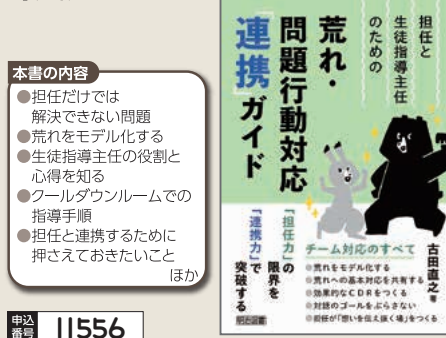 本書の内容
●担任だけでは
解決できない問題
●荒れをモデル化する
●生徒指導主任の役割と
心得を知る
●クールダウンルームでの
指導手順
●担任と連携するために
押さえておきたいこと
ほか
申込
番号
11556
担任と
生徒指導主任
のための
荒れ・
問題行動対応
「連携」ガイド
「担任力」の
限界を
「連携力」で
突破する
チーム対応のすべて
◎荒れをモデル化する
◎荒れへの基本対応を共有する
◎効果的なCDRをつくる
◎対話のゴールをぶらさない
◎担任が「想いを伝え抜く場」をつくる
古田直之 著
明治図書